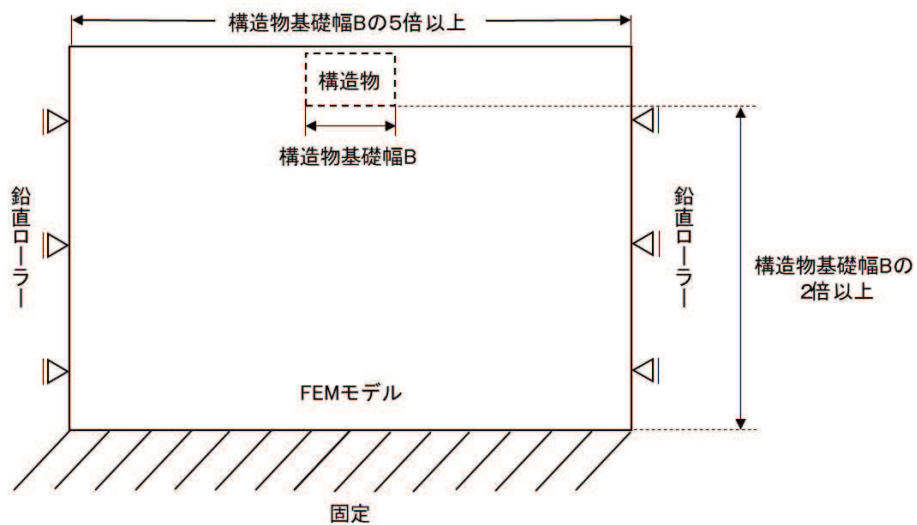 構造物基礎幅Bの5倍以上
構造物
構造物基礎幅B
鉛直ローラー
鉛直ローラー
構造物基礎幅Bの
2倍以上
FEMモデル
固定